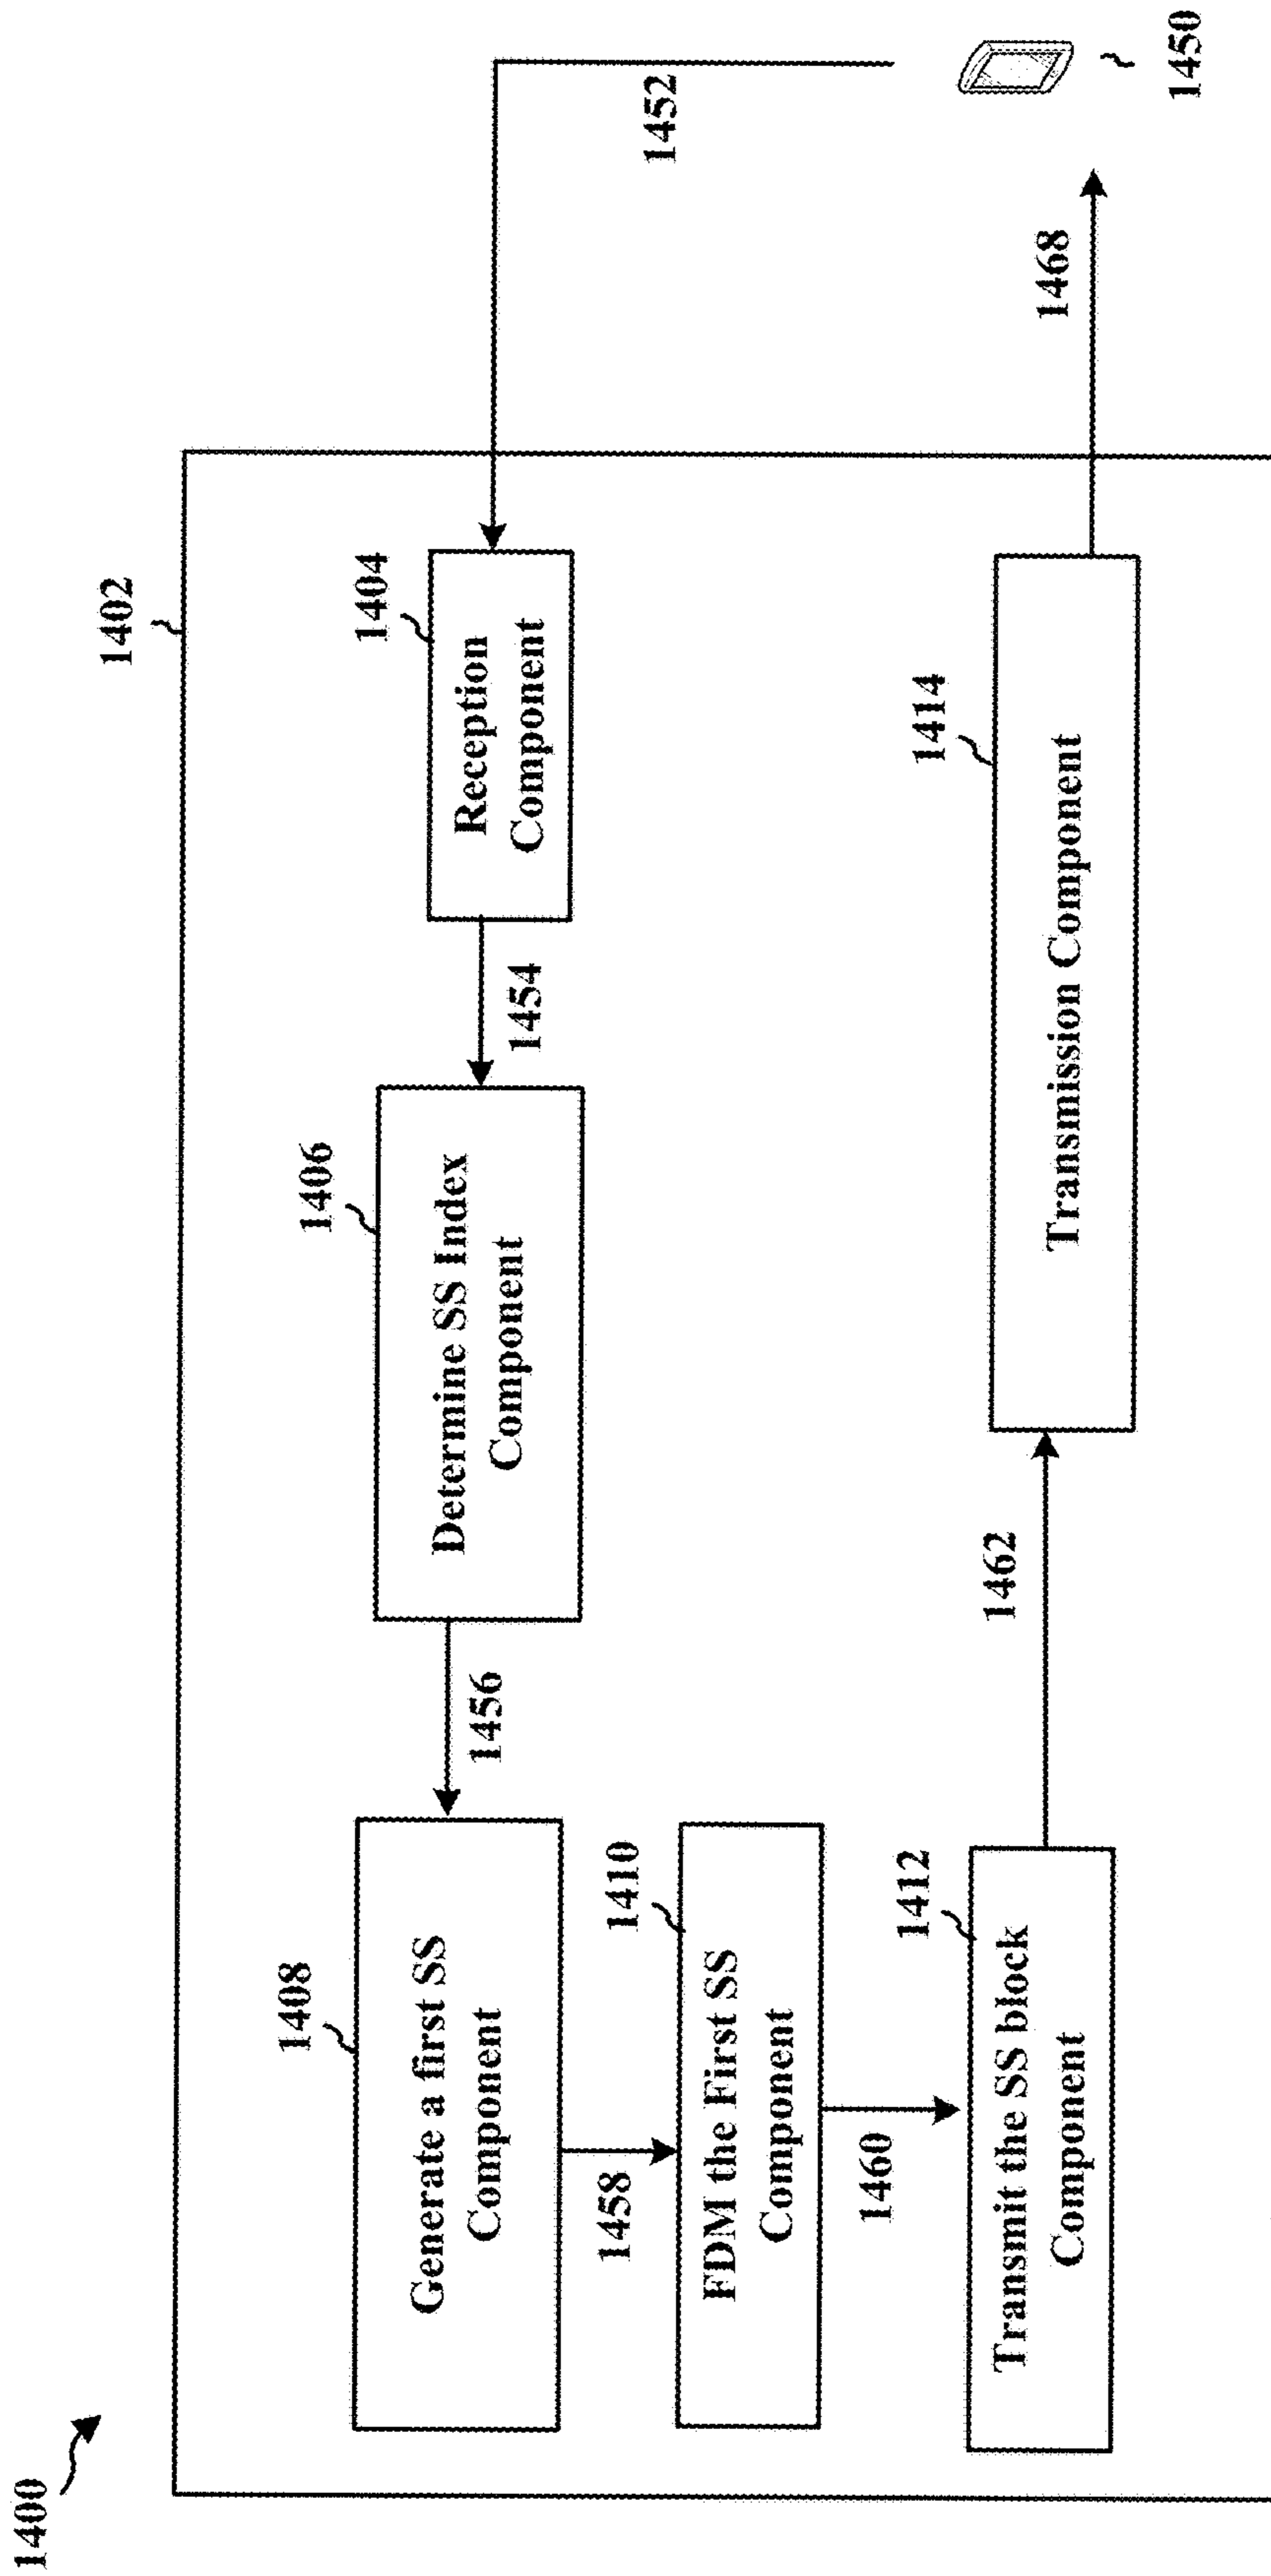 1400
1402
1408
Generate a first SS
Component
1456
1406
Determine SS Index
Component
1454
1404
Reception
Component
1452
1458
1410
FDM the First SS
Component
1460
1412
Transmit the SS block
Component
1462
1414
Transmission Component
1468
1450